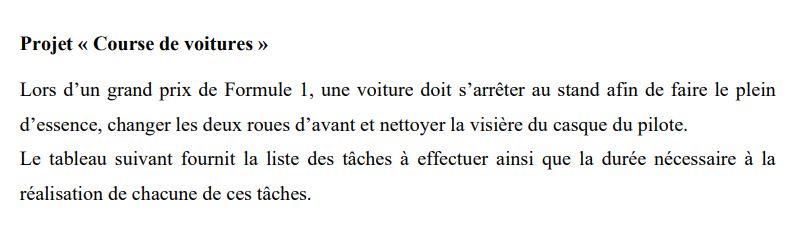 Projet « Course de voitures »
Lors d’un grand prix de Formule 1, une voiture doit s’arrêter au stand afin de faire le plein
d’essence, changer les deux roues d’avant et nettoyer la visière du casque du pilote.
Le tableau suivant fournit la liste des tâches à effectuer ainsi que la durée nécessaire à la
réalisation de chacune de ces tâches.